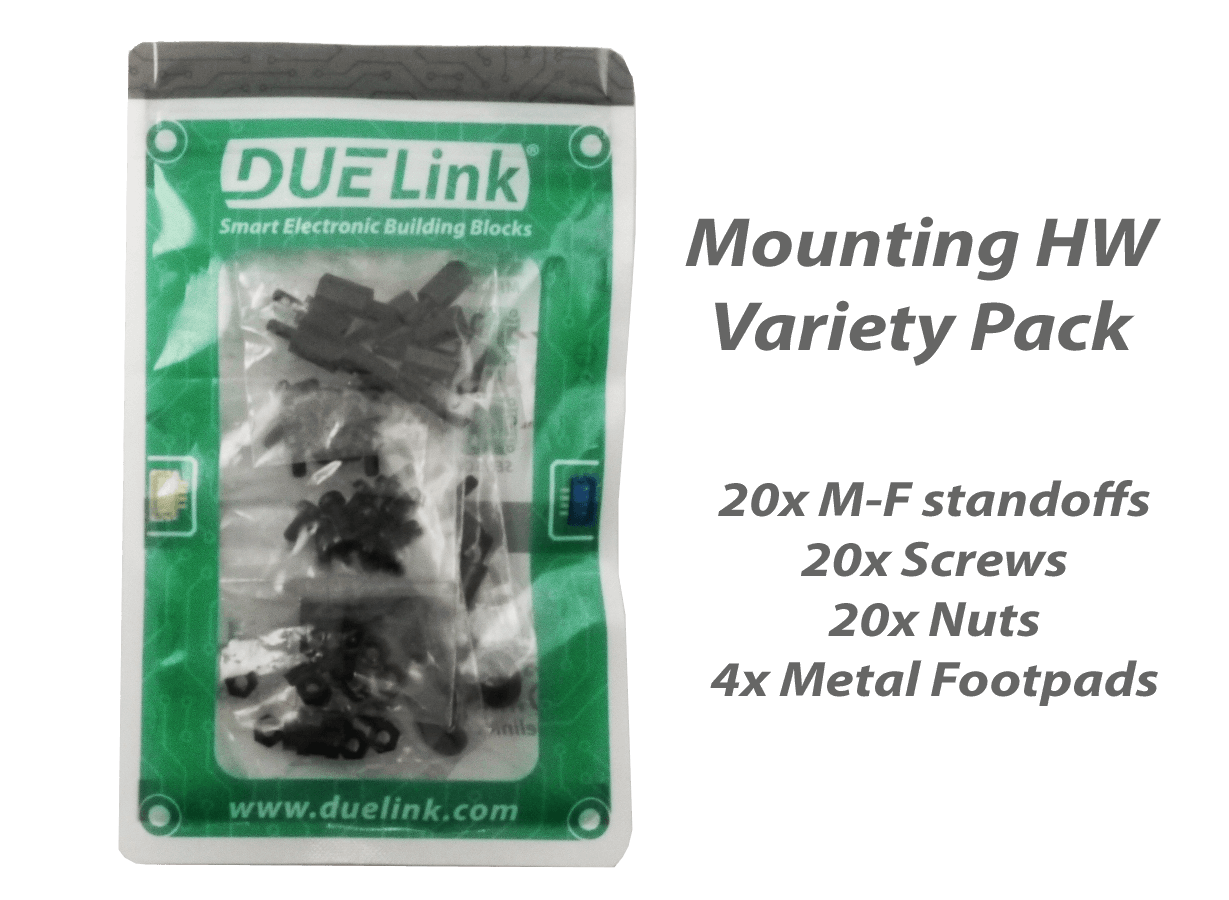 DUELink®
Smart Electronic Building Blocks
www.duelink.com
Mounting HW
Variety Pack
20x M-F standoffs
20x Screws
20x Nuts
4x Metal Footpads